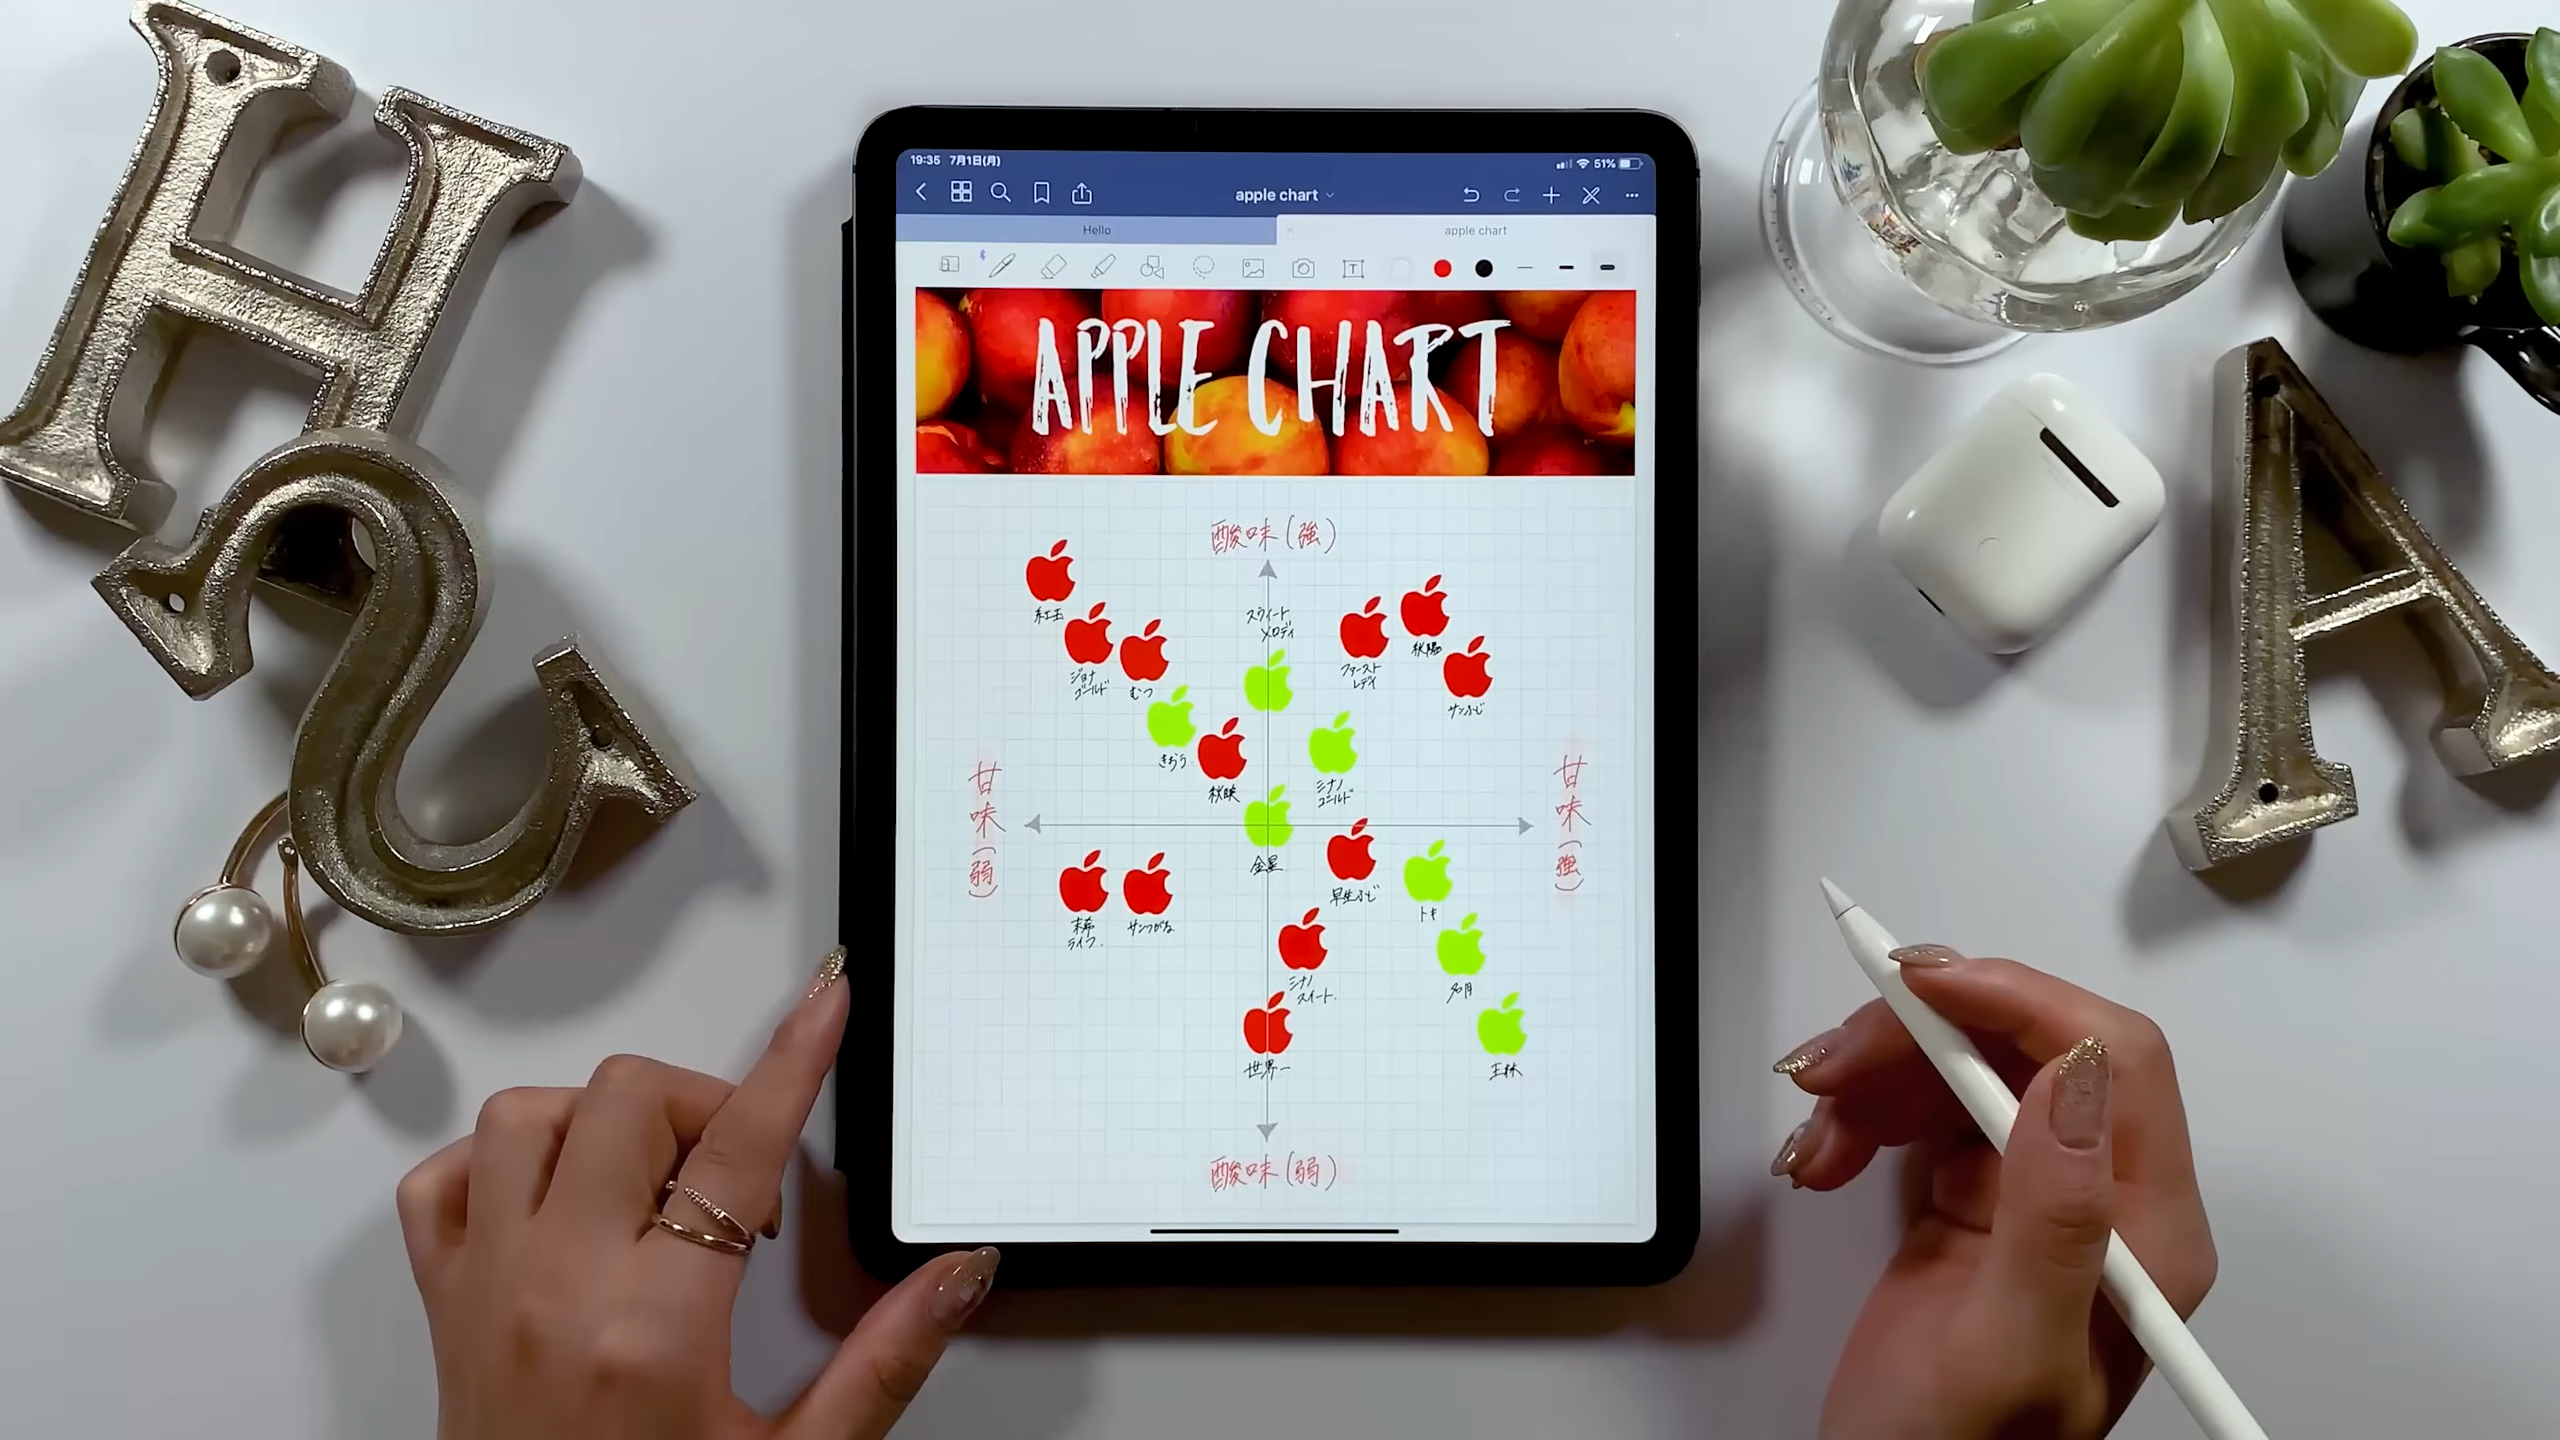 H
S
A
19:35 7月1日(月)
51%
apple chart
Hello
apple chart
T
APPLE CHART
酸味(強)
紅玉
ジョナ
ゴールド
むつ
スウィート
メロディ
ファースト
レディ
秋陽
サンふじ
きおう
秋映
シナノ
ゴールド
甘味(弱)
甘味(強)
金星
早生ふじ
トキ
未希
ライフ
サンつがる
シナノ
スイート
名月
世界一
王林
酸味(弱)